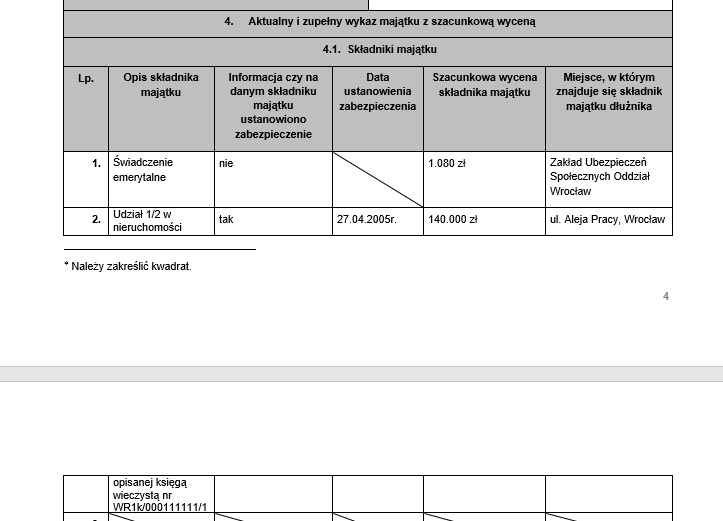 4. Aktualny i zupełny wykaz majątku z szacunkową wyceną
4.1. Składniki majątku
Lp.
Opis składnika
majątku
Informacja czy na
danym składniku
majątku
ustanowiono
zabezpieczenie
Data
ustanowienia
zabezpieczenia
Szacunkowa wycena
składnika majątku
Miejsce, w którym
znajduje się składnik
majątku dłużnika
1.
Świadczenie
emerytalne
nie
1.080 zł
Zakład Ubezpieczeń
Społecznych Oddział
Wrocław
2.
Udział 1/2 w
nieruchomości
tak
27.04.2005r.
140.000 zł
ul. Aleja Pracy, Wrocław
* Należy zakreślić kwadrat.
4
opisanej księgą
wieczystą nr
WR1k/000111111/1